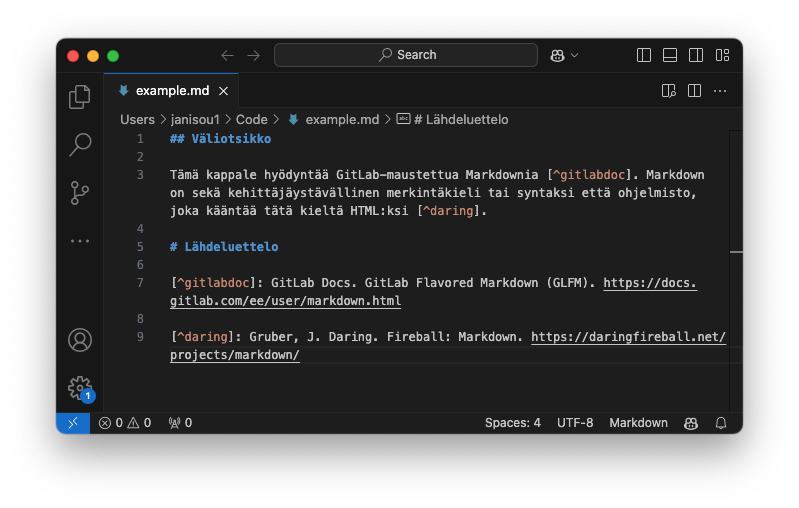 Search
example.md
Users > janisou1 > Code > example.md > # Lähdeluettelo
1 ## Väliotsikko
2
3 Tämä kappale hyödyntää GitLab-maustettua Markdownia [^gitlabdoc]. Markdown
on sekä kehittäjäystävällinen merkintäkieli tai syntaksi että ohjelmisto,
joka kääntää tätä kieltä HTML:ksi [^daring].
4
5 # Lähdeluettelo
6
7 [^gitlabdoc]: GitLab Docs. GitLab Flavored Markdown (GLFM). https://docs.
gitlab.com/ee/user/markdown.html
8
9 [^daring]: Gruber, J. Daring. Fireball: Markdown. https://daringfireball.net/
projects/markdown/
1
0 0 0 Spaces: 4 UTF-8 Markdown